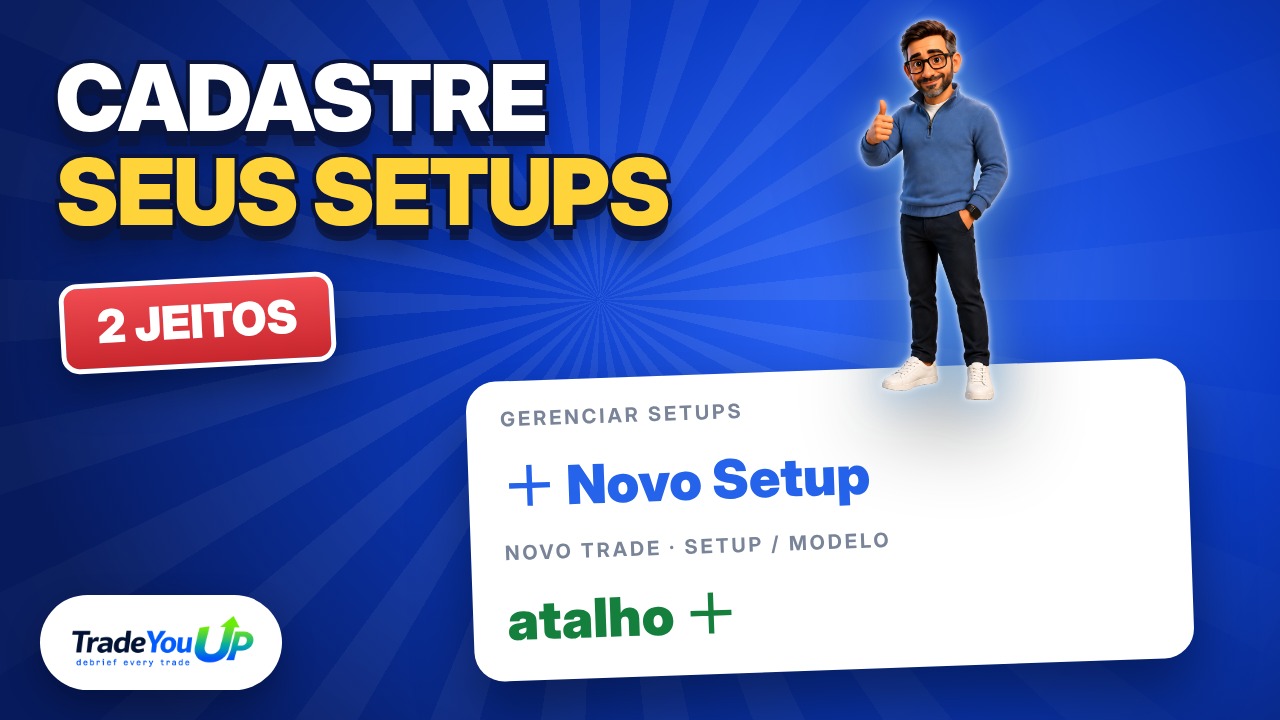 CADASTRE
SEUS SETUPS
2 JEITOS
GERENCIAR SETUPS
+ Novo Setup
NOVO TRADE · SETUP / MODELO
atalho +
TradeYouUP
debrief every trade